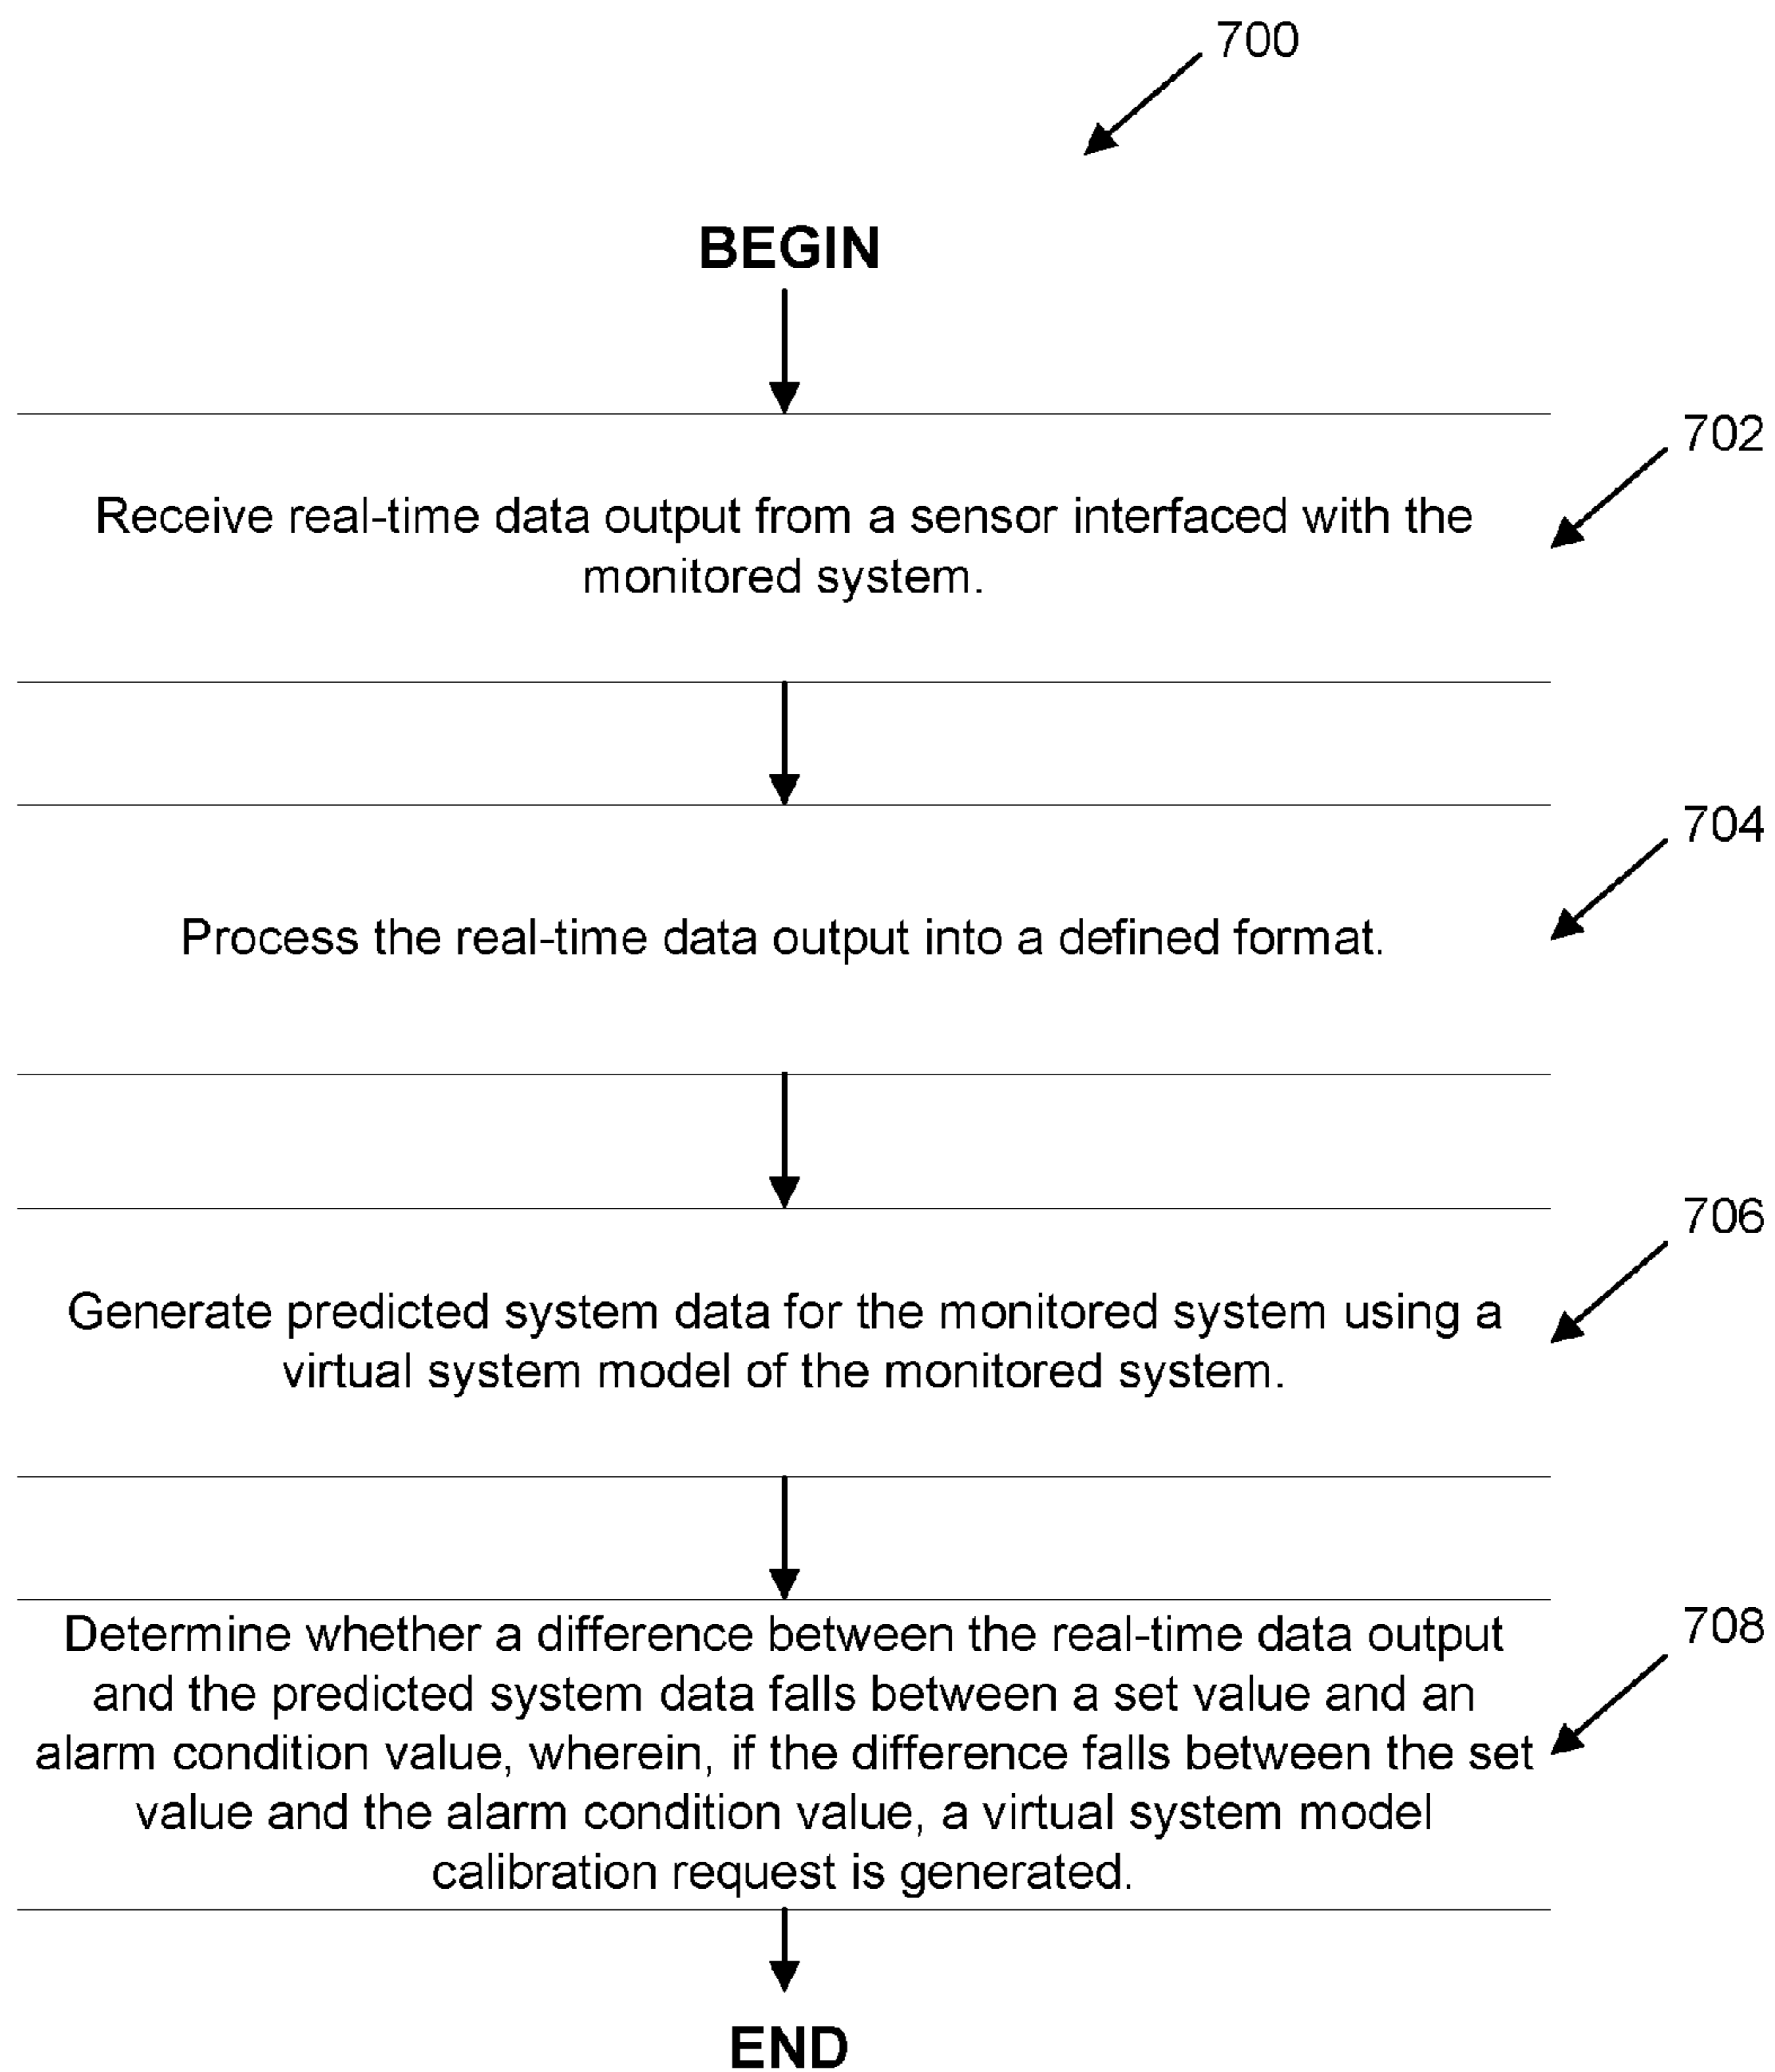 700
BEGIN
702
Receive real-time data output from a sensor interfaced with the
monitored system.
704
Process the real-time data output into a defined format.
706
Generate predicted system data for the monitored system using a
virtual system model of the monitored system.
708
Determine whether a difference between the real-time data output
and the predicted system data falls between a set value and an
alarm condition value, wherein, if the difference falls between the set
value and the alarm condition value, a virtual system model
calibration request is generated.
END